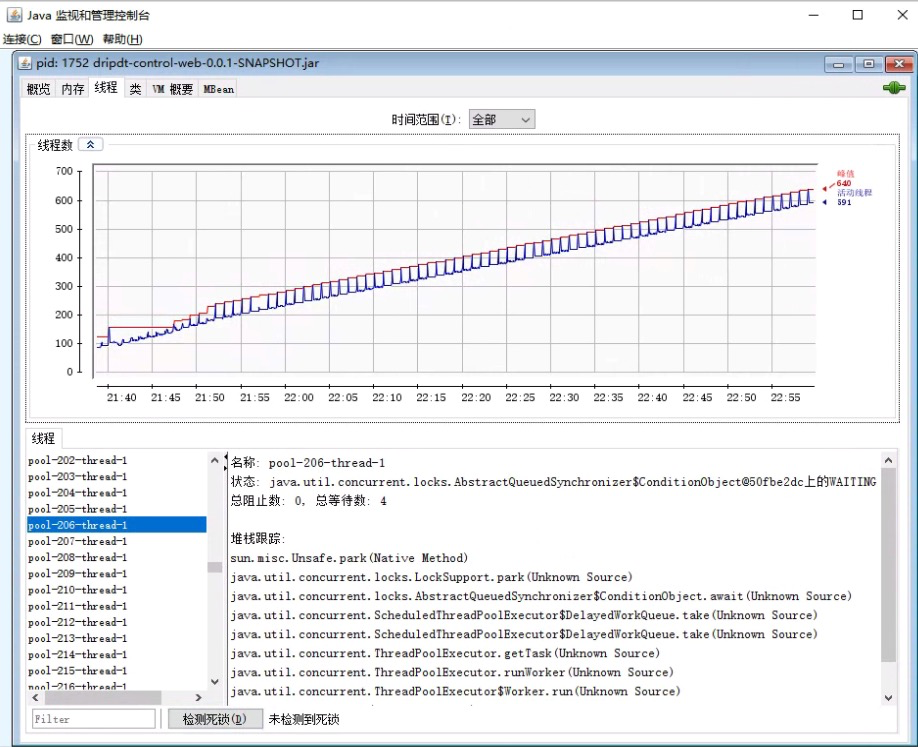 Java 监视和管理控制台
连接(C) 窗口(W) 帮助(H)
pid: 1752 dripdt-control-web-0.0.1-SNAPSHOT.jar
概览 内存 线程 类 VM 概要 MBean
时间范围(I): 全部
线程数
700
600
500
400
300
200
100
0
峰值
640
活动线程
591
21:40 21:45 21:50 21:55 22:00 22:05 22:10 22:15 22:20 22:25 22:30 22:35 22:40 22:45 22:50 22:55
线程
pool-202-thread-1
pool-203-thread-1
pool-204-thread-1
pool-205-thread-1
pool-206-thread-1
pool-207-thread-1
pool-208-thread-1
pool-209-thread-1
pool-210-thread-1
pool-211-thread-1
pool-212-thread-1
pool-213-thread-1
pool-214-thread-1
pool-215-thread-1
pool-216-thread-1
名称: pool-206-thread-1
状态: java.util.concurrent.locks.AbstractQueuedSynchronizer$ConditionObject@50fbe2dc上的WAITING
总阻止数: 0, 总等待数: 4
堆栈跟踪:
sun.misc.Unsafe.park(Native Method)
java.util.concurrent.locks.LockSupport.park(Unknown Source)
java.util.concurrent.locks.AbstractQueuedSynchronizer$ConditionObject.await(Unknown Source)
java.util.concurrent.ScheduledThreadPoolExecutor$DelayedWorkQueue.take(Unknown Source)
java.util.concurrent.ScheduledThreadPoolExecutor$DelayedWorkQueue.take(Unknown Source)
java.util.concurrent.ThreadPoolExecutor.getTask(Unknown Source)
java.util.concurrent.ThreadPoolExecutor.runWorker(Unknown Source)
java.util.concurrent.ThreadPoolExecutor$Worker.run(Unknown Source)
Filter
检测死锁(D) 未检测到死锁